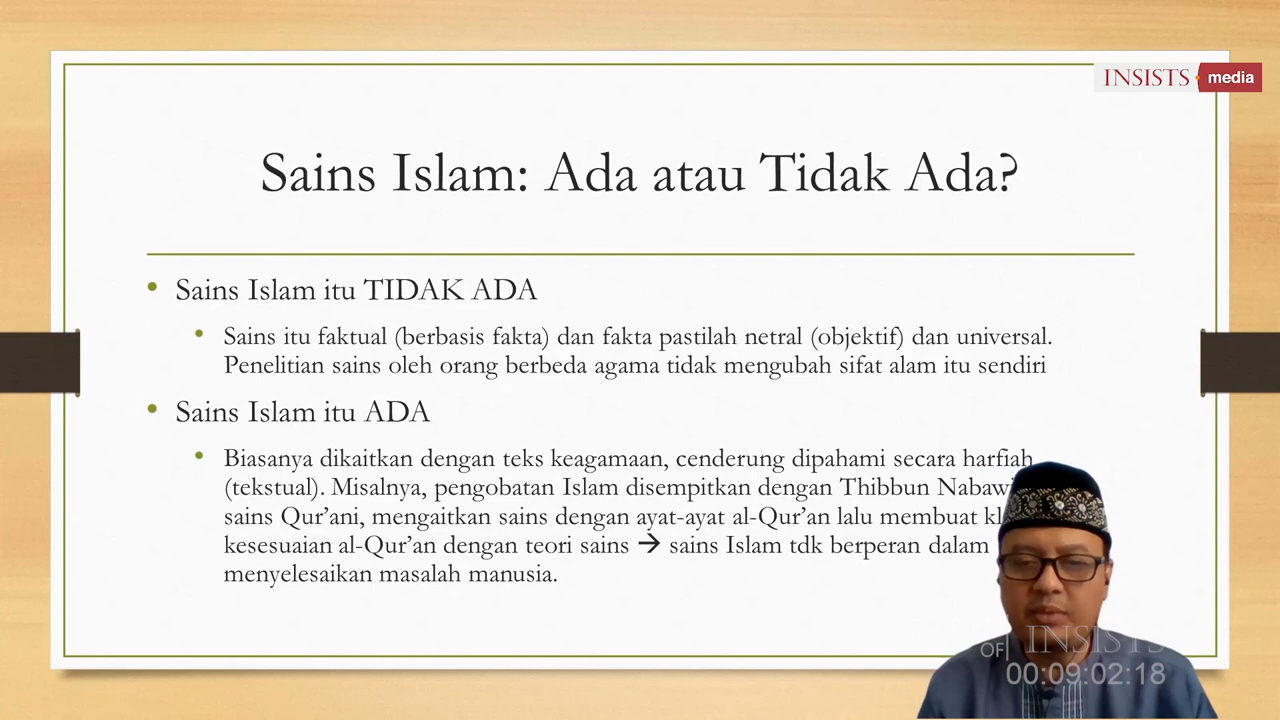 INSISTS media
Sains Islam: Ada atau Tidak Ada?
• Sains Islam itu TIDAK ADA
• Sains itu faktual (berbasis fakta) dan fakta pastilah netral (objektif) dan universal.
Penelitian sains oleh orang berbeda agama tidak mengubah sifat alam itu sendiri
• Sains Islam itu ADA
• Biasanya dikaitkan dengan teks keagamaan, cenderung dipahami secara harfiah
(tekstual). Misalnya, pengobatan Islam disempitkan dengan Thibbun
sains Qur'ani, mengaitkan sains dengan ayat-ayat al-Qur'an lalu membuat
kesesuaian al-Qur'an dengan teori sains → sains Islam tdk berperan dalam
menyelesaikan masalah manusia.
OF INSISTS
00:09:02:18